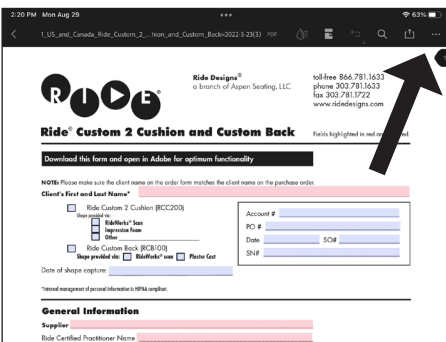 2:20 PM Mon Aug 29
63%
1_US_and_Canada_Ride_Custom_2_...hion_and_Custom_Back=2022-3-23(3) PDF
RIDE®
Ride Designs®
a branch of Aspen Seating, LLC
toll-free 866.781.1633
phone 303.781.1633
fax 303.781.1722
www.ridedesigns.com
Ride® Custom 2 Cushion and Custom Back
Fields highlighted in red are
Download this form and open in Adobe for optimum functionality
NOTE: Please make sure the client name on the order form matches the client name on the purchase order.
Client's First and Last Name*
Ride Custom 2 Cushion (RCC200)
Shape provided via:
RideWorks® Scan
Impression Foam
Other
Ride Custom Back (RCB100)
Shape provided via: RideWorks® scan Plaster Cast
Date of shape capture:
Account #
PO #
Date SO#
SN#
*Internal management of personal information is HIPAA compliant.
General Information
Supplier
Ride Certified Practitioner Name